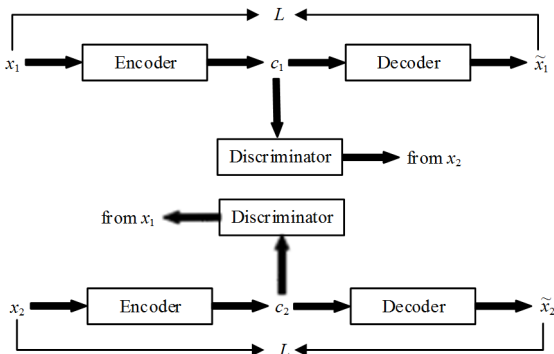 L
x₁ Encoder c₁ Decoder x̃₁
Discriminator from x₂
from x₁ Discriminator
x₂ Encoder c₂ Decoder x̃₂
L